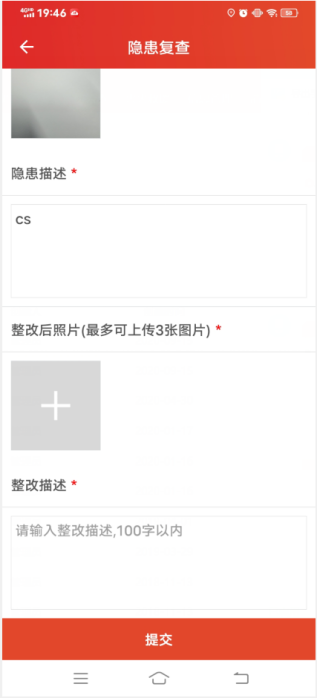 4G 19:46
隐患复查
隐患描述 *
cs
整改后照片(最多可上传3张图片) *
整改描述 *
请输入整改描述,100字以内
提交